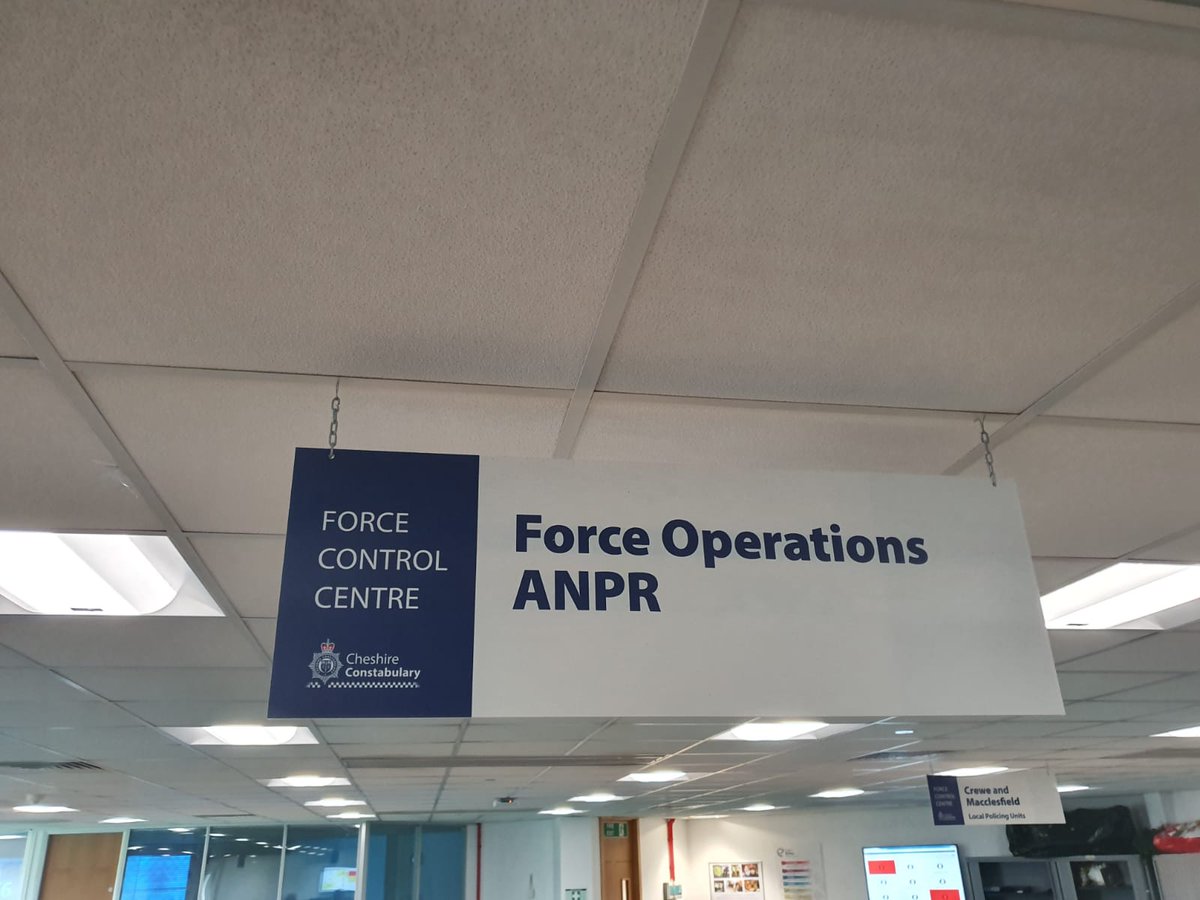 FORCE
CONTROL
CENTRE
Cheshire
Constabulary
Force Operations
ANPR
FORCE
CONTROL
CENTRE
Crewe and
Macclesfield
Local Policing Units